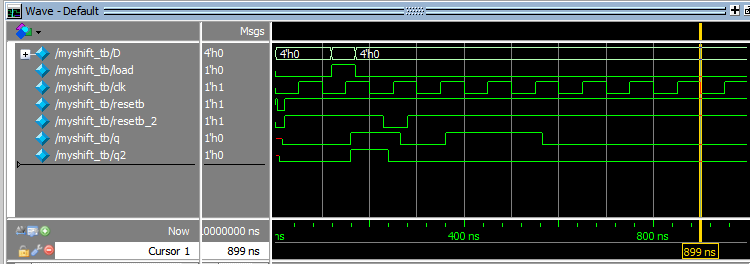 Wave - Default
Msgs
/myshift_tb/D 4'h0 4'h0 4'h0
/myshift_tb/load 1'h0
/myshift_tb/clk 1'h1
/myshift_tb/resetb 1'h1
/myshift_tb/resetb_2 1'h1
/myshift_tb/q 1'h0
/myshift_tb/q2 1'h0
Now 0000000 ns ns 400 ns 800 ns
Cursor 1 899 ns 899 ns